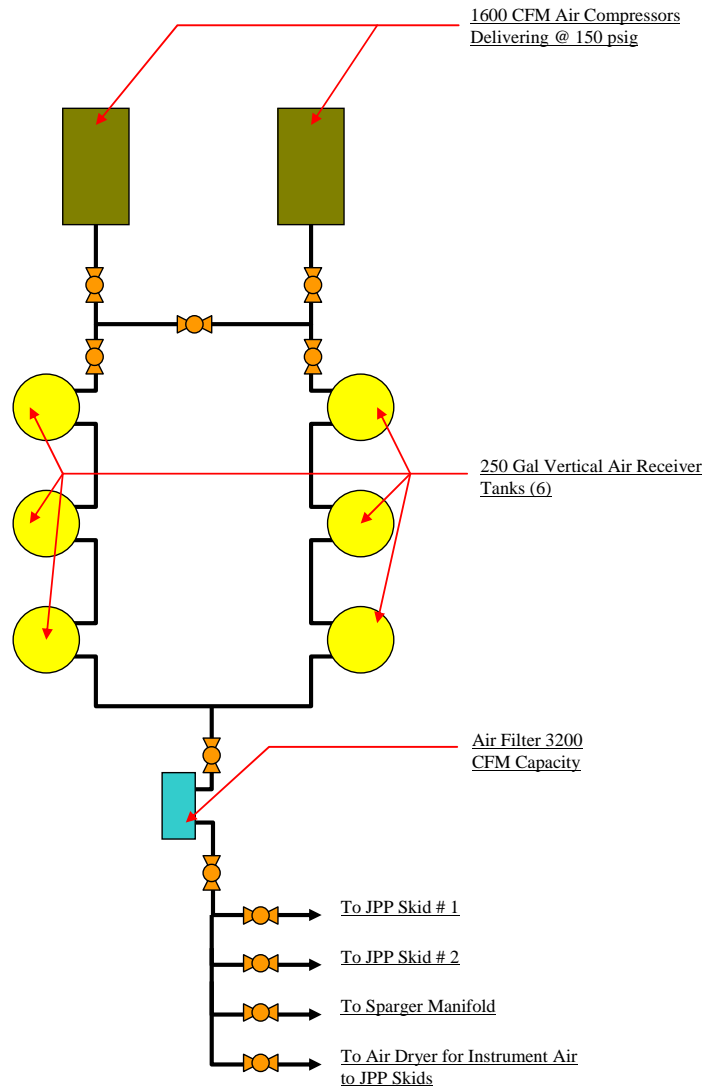 1600 CFM Air Compressors
Delivering @ 150 psig
250 Gal Vertical Air Receiver
Tanks (6)
Air Filter 3200
CFM Capacity
To JPP Skid # 1
To JPP Skid # 2
To Sparger Manifold
To Air Dryer for Instrument Air
to JPP Skids